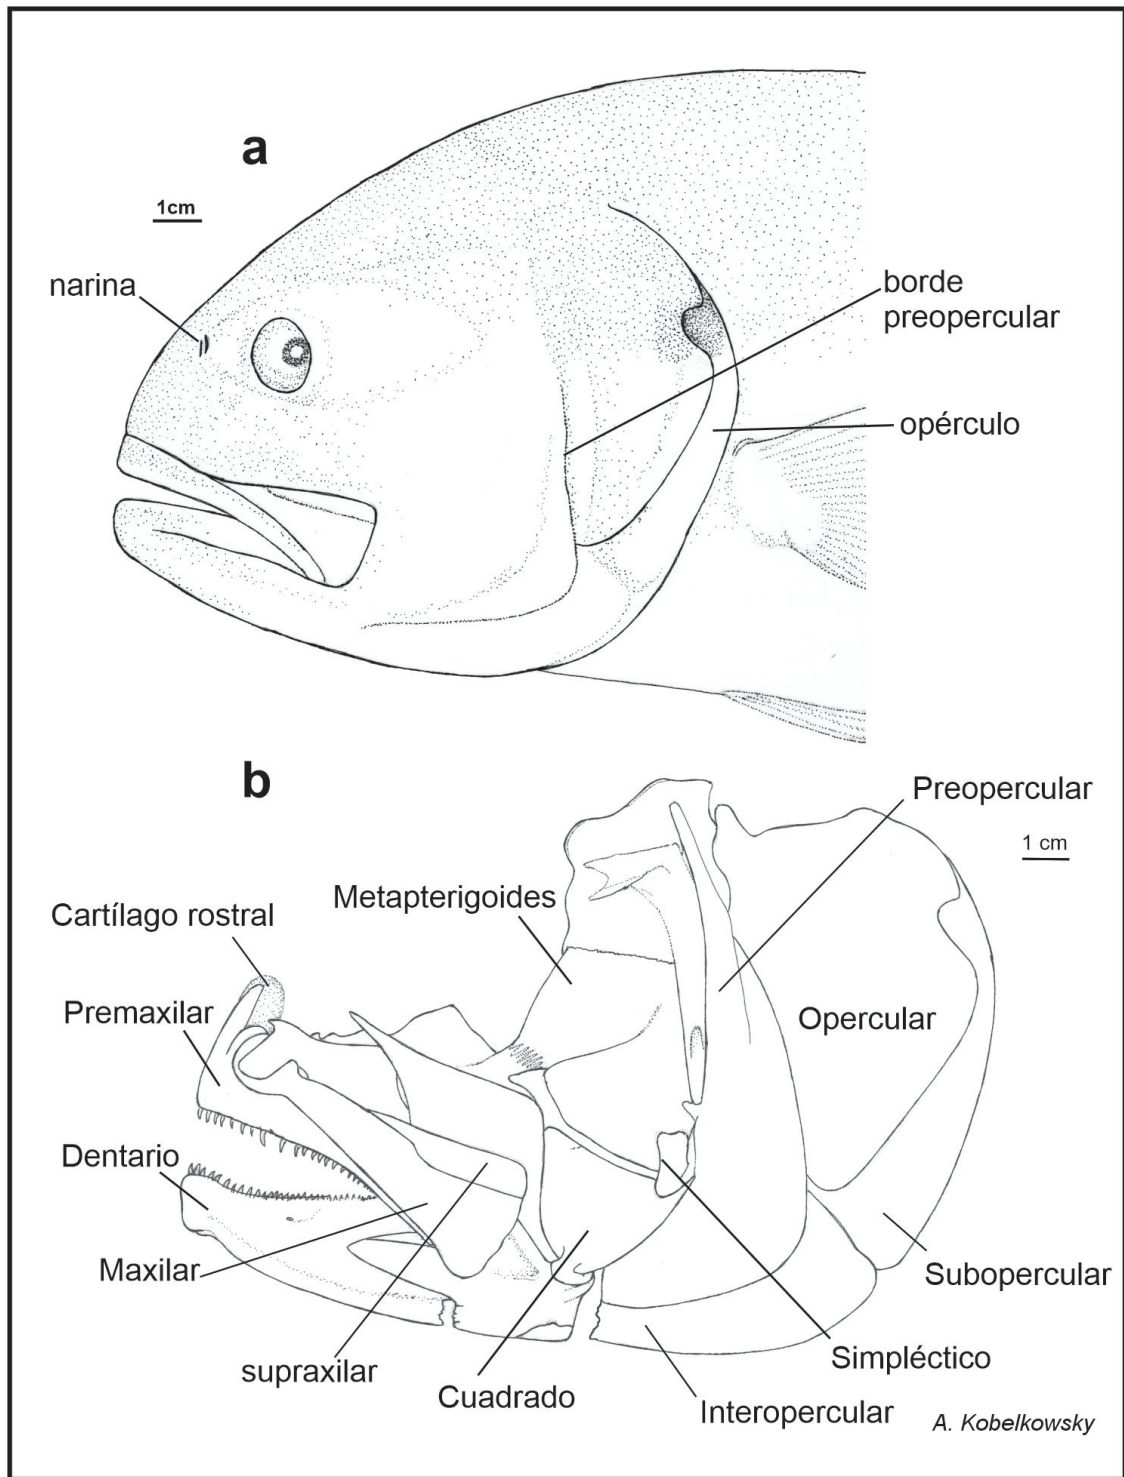 a
1cm
narina
borde
preopercular
opérculo
b
Preopercular
1 cm
Metapterigoides
Cartílago rostral
Premaxilar
Opercular
Dentario
Maxilar
Subopercular
supraxilar
Simpléctico
Cuadrado
Interopercular
A. Kobelkowsky